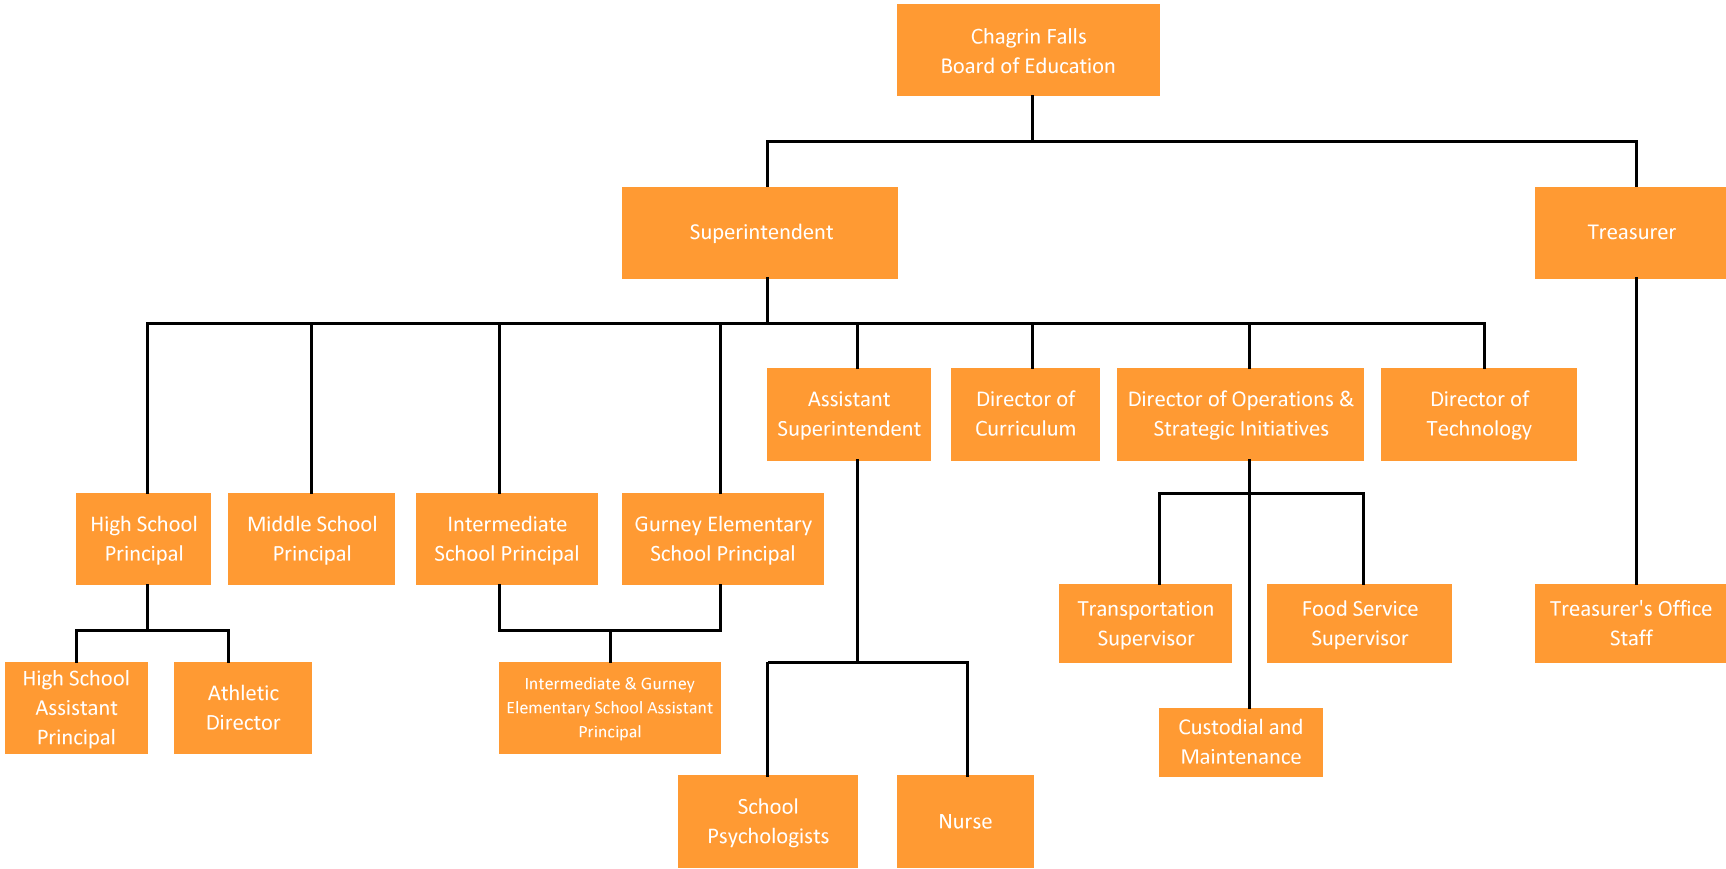 Chagrin Falls
Board of Education
Superintendent
Treasurer
Assistant
Superintendent
Director of
Curriculum
Director of Operations &
Strategic Initiatives
Director of
Technology
High School
Principal
Middle School
Principal
Intermediate
School Principal
Gurney Elementary
School Principal
Transportation
Supervisor
Food Service
Supervisor
Treasurer's Office
Staff
High School
Assistant
Principal
Athletic
Director
Intermediate & Gurney
Elementary School Assistant
Principal
Custodial and
Maintenance
School
Psychologists
Nurse